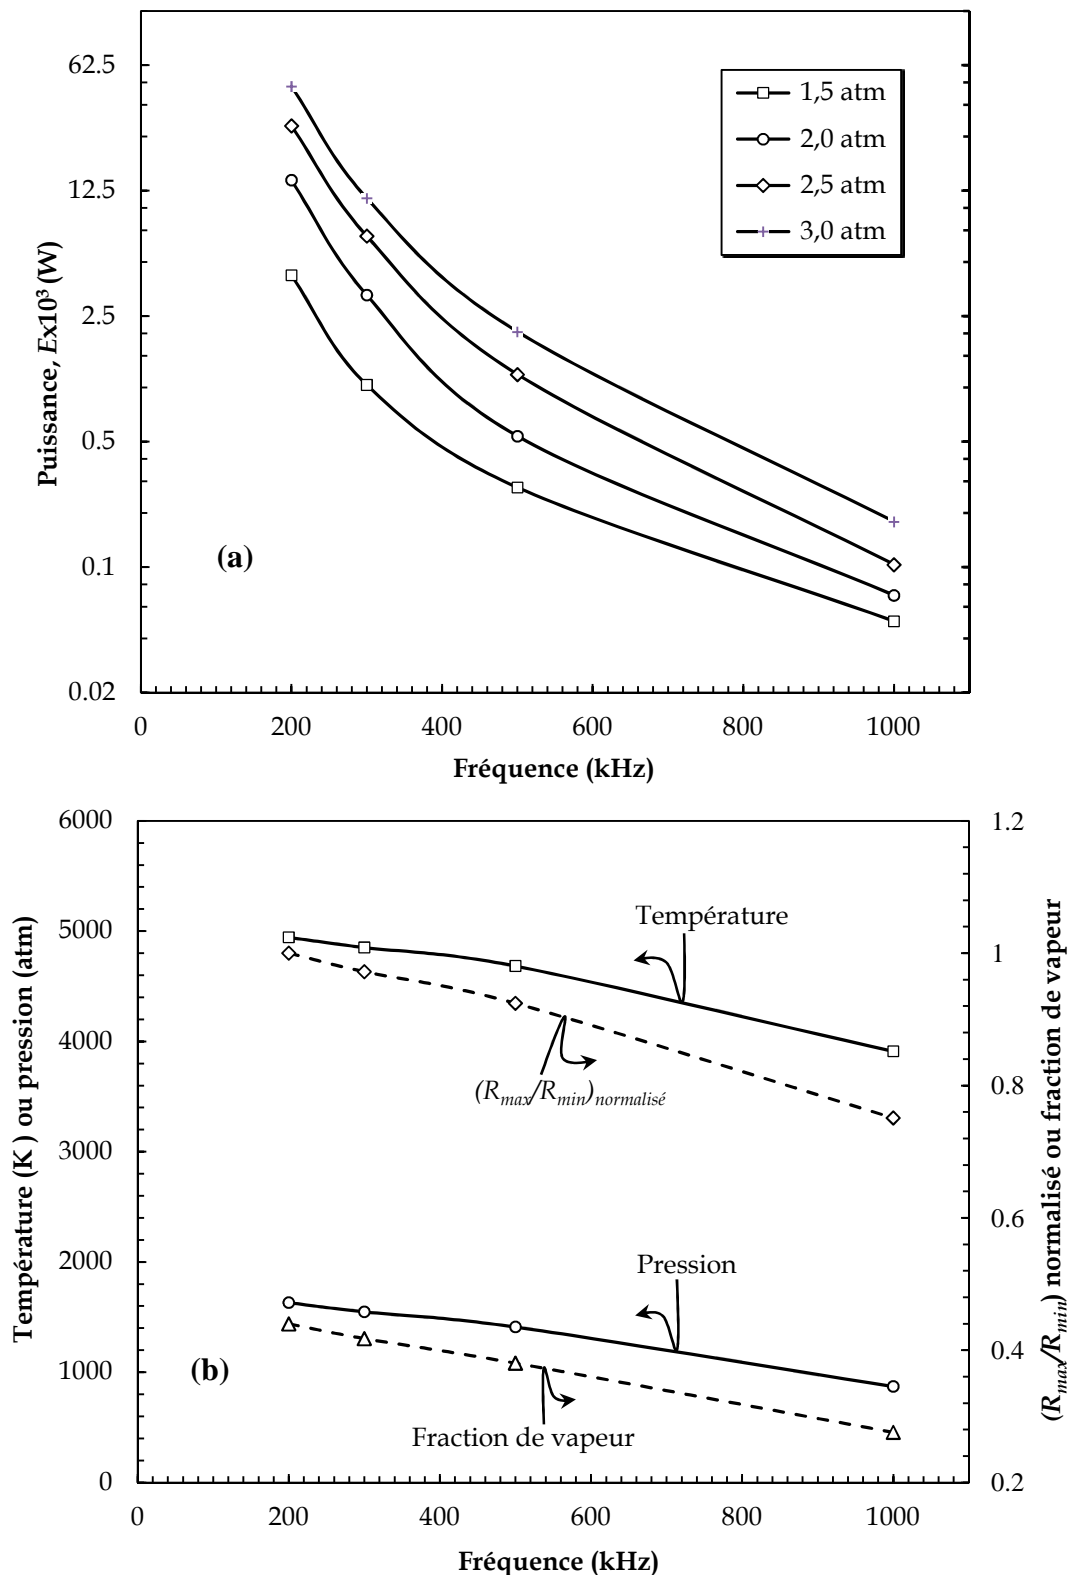 62.5
12.5
2.5
0.5
0.1
0.02
Puissance, Ex10³ (W)
1,5 atm
2,0 atm
2,5 atm
3,0 atm
(a)
0 200 400 600 800 1000
Fréquence (kHz)
6000
5000
4000
3000
2000
1000
0
Température (K ) ou pression (atm)
1.2
1
0.8
0.6
0.4
0.2
(Rmax/Rmin) normalisé ou fraction de vapeur
Température
(Rmax/Rmin)normalisé
Pression
(b)
Fraction de vapeur
0 200 400 600 800 1000
Fréquence (kHz)